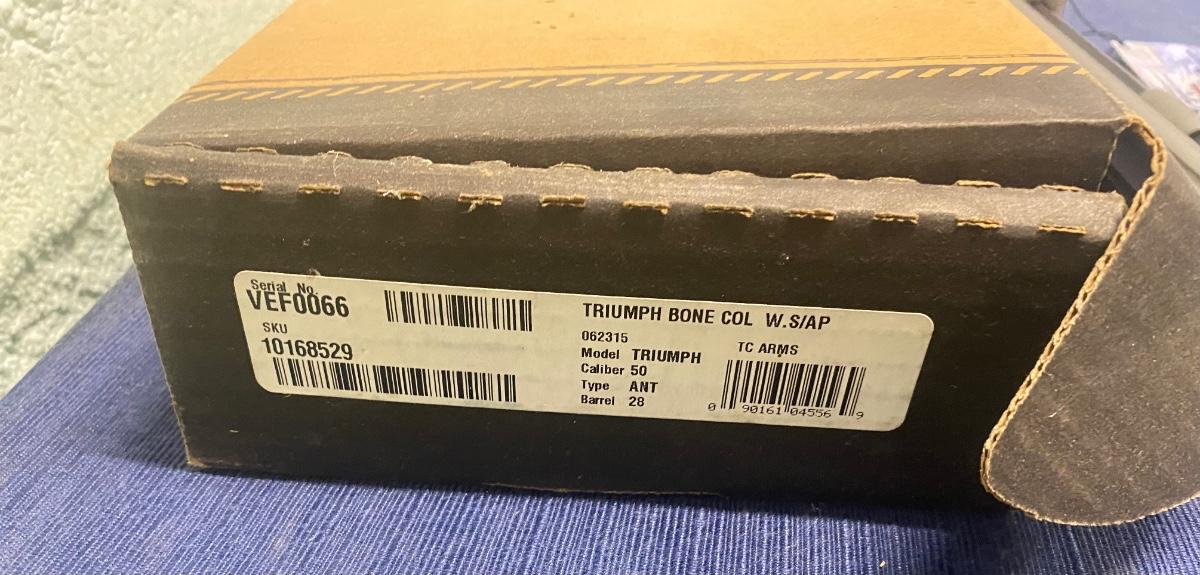 Serial No.
VEF0066
SKU
10168529
TRIUMPH BONE COL W.S/AP
062315
TC ARMS
Model TRIUMPH
Caliber 50
Type ANT
Barrel 28
0 90161 04556 9